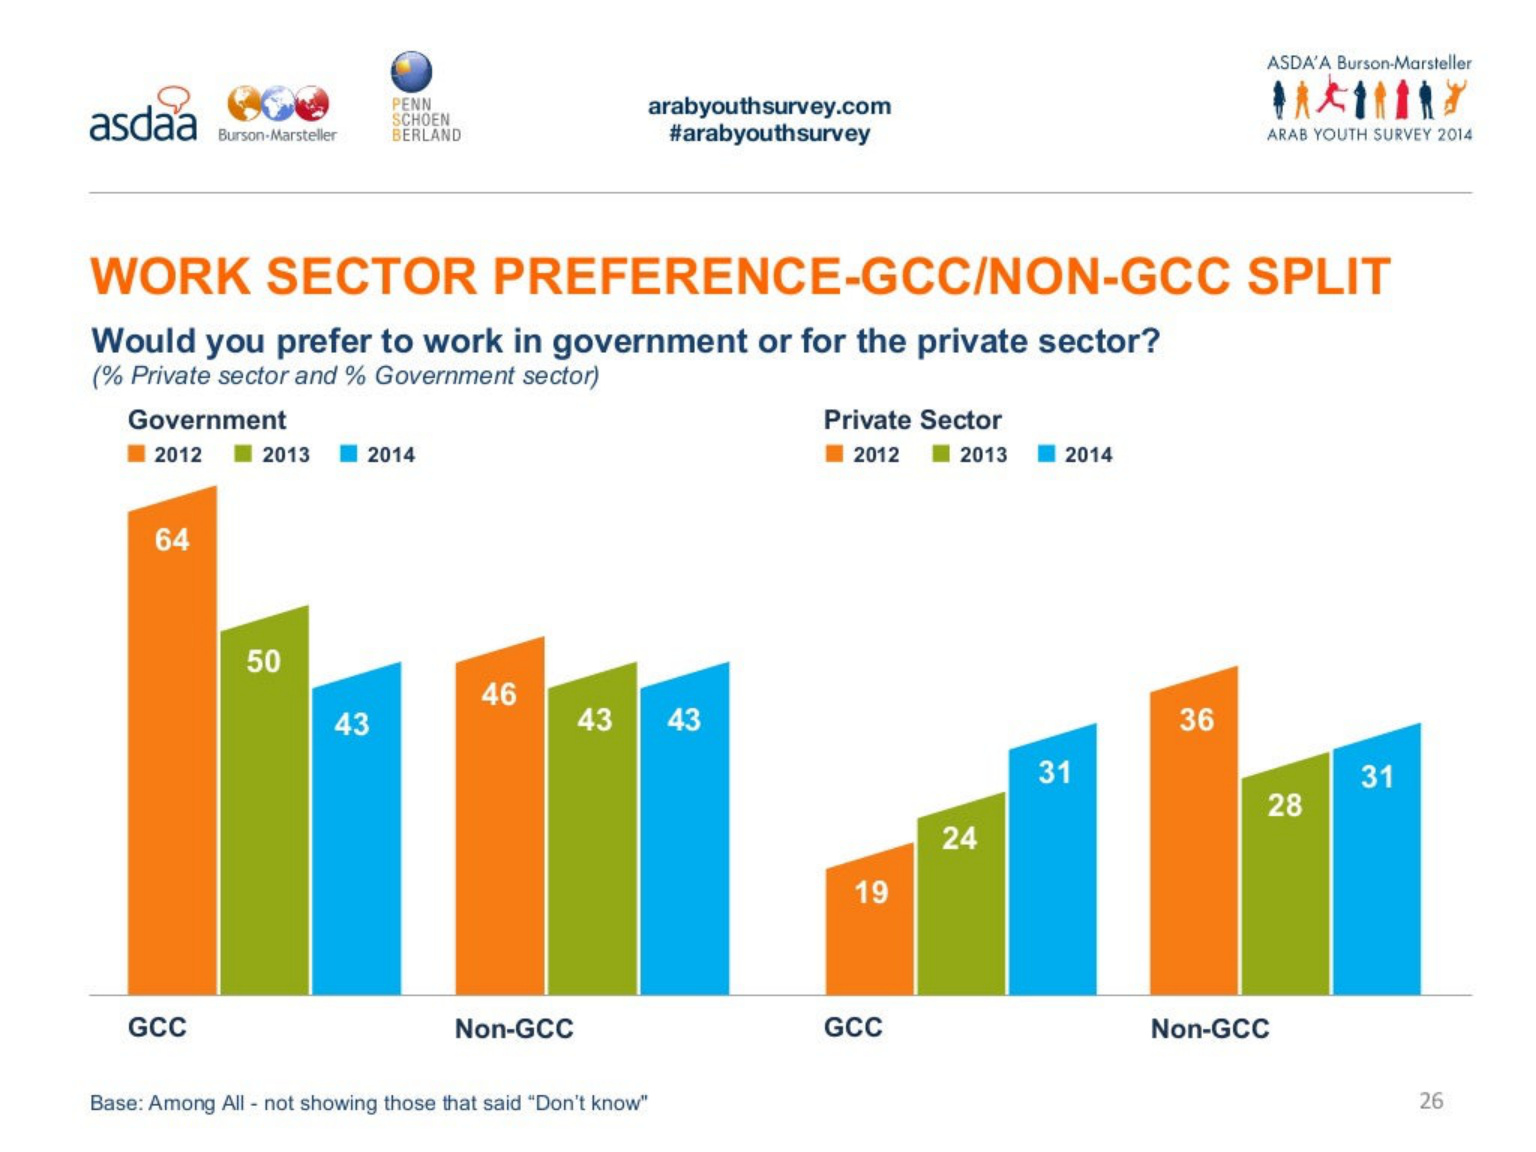 asdaa
Burson-Marsteller
PENN
SCHOEN
BERLAND
arabyouthsurvey.com
#arabyouthsurvey
ASDA'A Burson-Marsteller
ARAB YOUTH SURVEY 2014
WORK SECTOR PREFERENCE-GCC/NON-GCC SPLIT
Would you prefer to work in government or for the private sector?
(% Private sector and % Government sector)
Government
2012 2013 2014
64
50
43
46
43
43
GCC
Non-GCC
Private Sector
2012 2013 2014
19
24
31
36
28
31
GCC
Non-GCC
Base: Among All - not showing those that said “Don’t know"
26